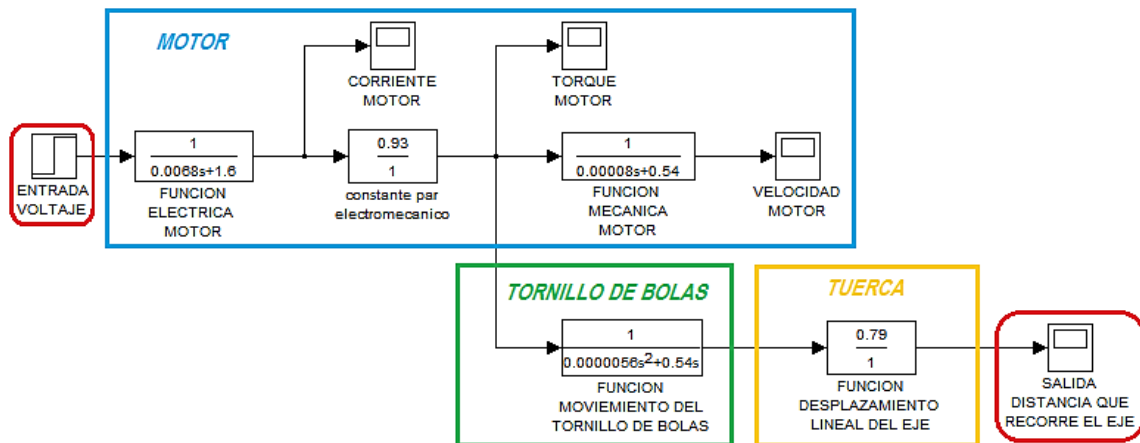 MOTOR
CORRIENTE
MOTOR
TORQUE
MOTOR
ENTRADA
VOLTAJE
1
0.0068s+1.6
FUNCION
ELECTRICA
MOTOR
0.93
1
constante par
electromecanico
1
0.00008s+0.54
FUNCION
MECANICA
MOTOR
VELOCIDAD
MOTOR
TORNILLO DE BOLAS
1
0.0000056s2+0.54s
FUNCION
MOVIEMIENTO DEL
TORNILLO DE BOLAS
TUERCA
0.79
1
FUNCION
DESPLAZAMIENTO
LINEAL DEL EJE
SALIDA
DISTANCIA QUE
RECORRE EL EJE